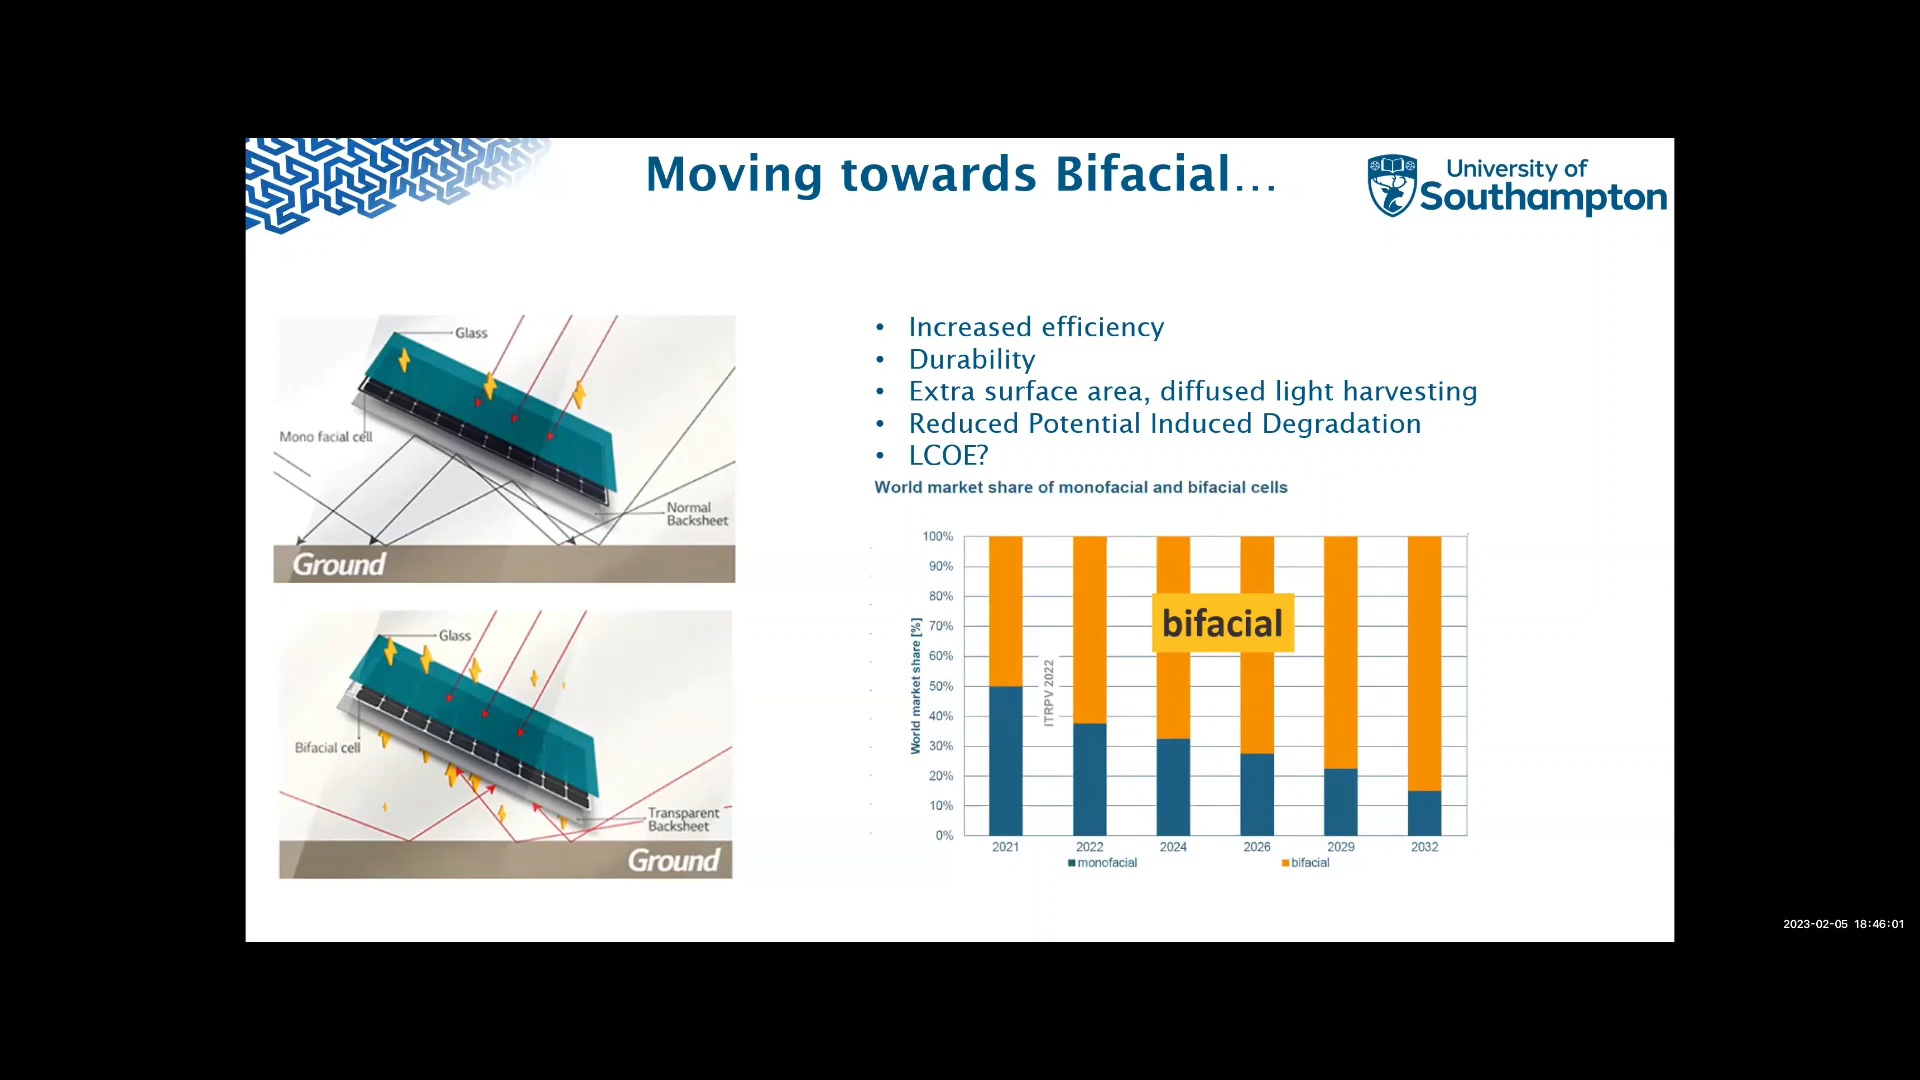 Moving towards Bifacial...
University of
Southampton
Glass
Mono facial cell
Normal
Backsheet
Ground
Glass
Bifacial cell
Transparent
Backsheet
Ground
• Increased efficiency
• Durability
• Extra surface area, diffused light harvesting
• Reduced Potential Induced Degradation
• LCOE?
World market share of monofacial and bifacial cells
World market share [%]
100%
90%
80%
70%
60%
50%
40%
30%
20%
10%
0%
ITRPV 2022
bifacial
2021 2022 2024 2026 2029 2032
monofacial bifacial
2023-02-05 18:46:01